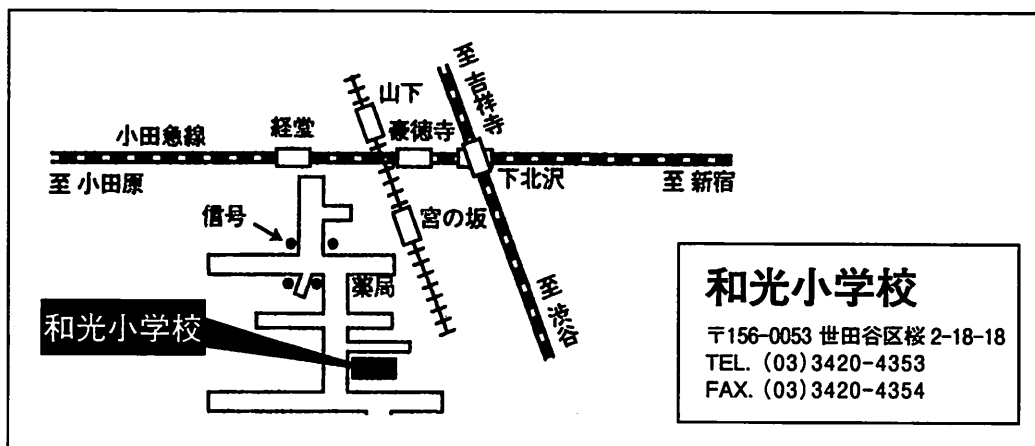 至 吉祥寺
山下
小田急線
経堂
豪徳寺
至 小田原
下北沢
至 新宿
信号
宮の坂
薬局
至 渋谷
和光小学校
和光小学校
〒156-0053 世田谷区桜 2-18-18
TEL. (03)3420-4353
FAX. (03)3420-4354